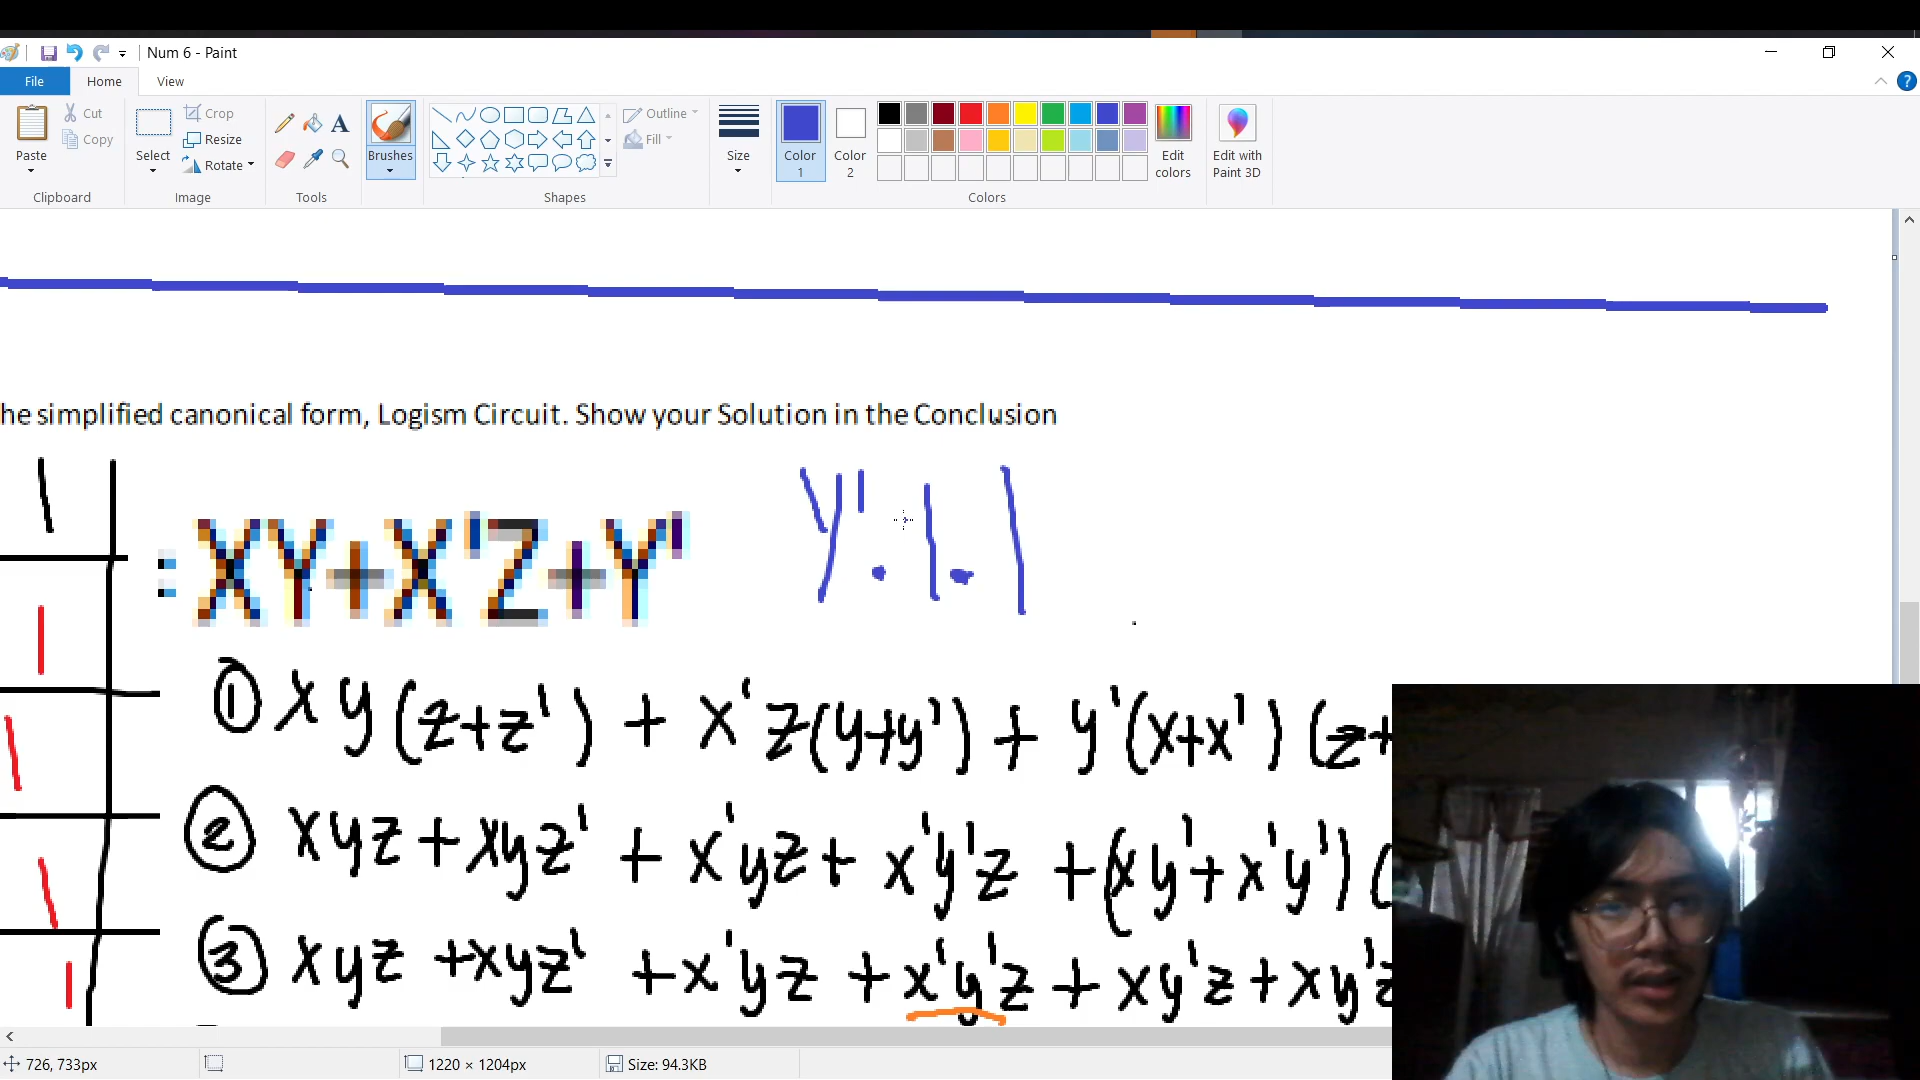 Num 6 - Paint
File Home View
Paste
Cut
Copy
Clipboard
Select
Crop
Resize
Rotate
Image
Tools
Brushes
Shapes
Outline
Fill
Size
Color 1
Color 2
Edit colors
Colors
Edit with Paint 3D
he simplified canonical form, Logism Circuit. Show your Solution in the Conclusion
:XY+X'Z+Y'
Y' . 1 . 1
① xy(z+z') + x'z(y+y') + y'(x+x')(z+
② xyz + xyz' + x'yz + x'y'z + (xy'+x'y')(
③ xyz + xyz' + x'yz + x'y'z + xy'z + xy'z
726, 733px
1220 × 1204px
Size: 94.3KB